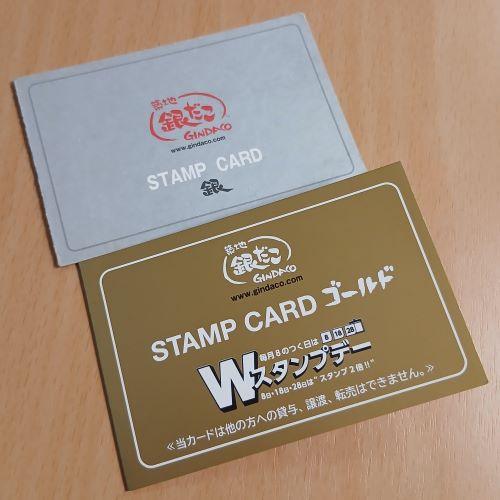 築地
銀だこ
GINDACO
www.gindaco.com
STAMP CARD
銀
築地
銀だこ
GINDACO
www.gindaco.com
STAMP CARD ゴールド
毎月8のつく日は 8 18 28
Wスタンプデー
8日・18日・28日は"スタンプ2倍!!"
≪当カードは他の方への貸与、譲渡、転売はできません。≫